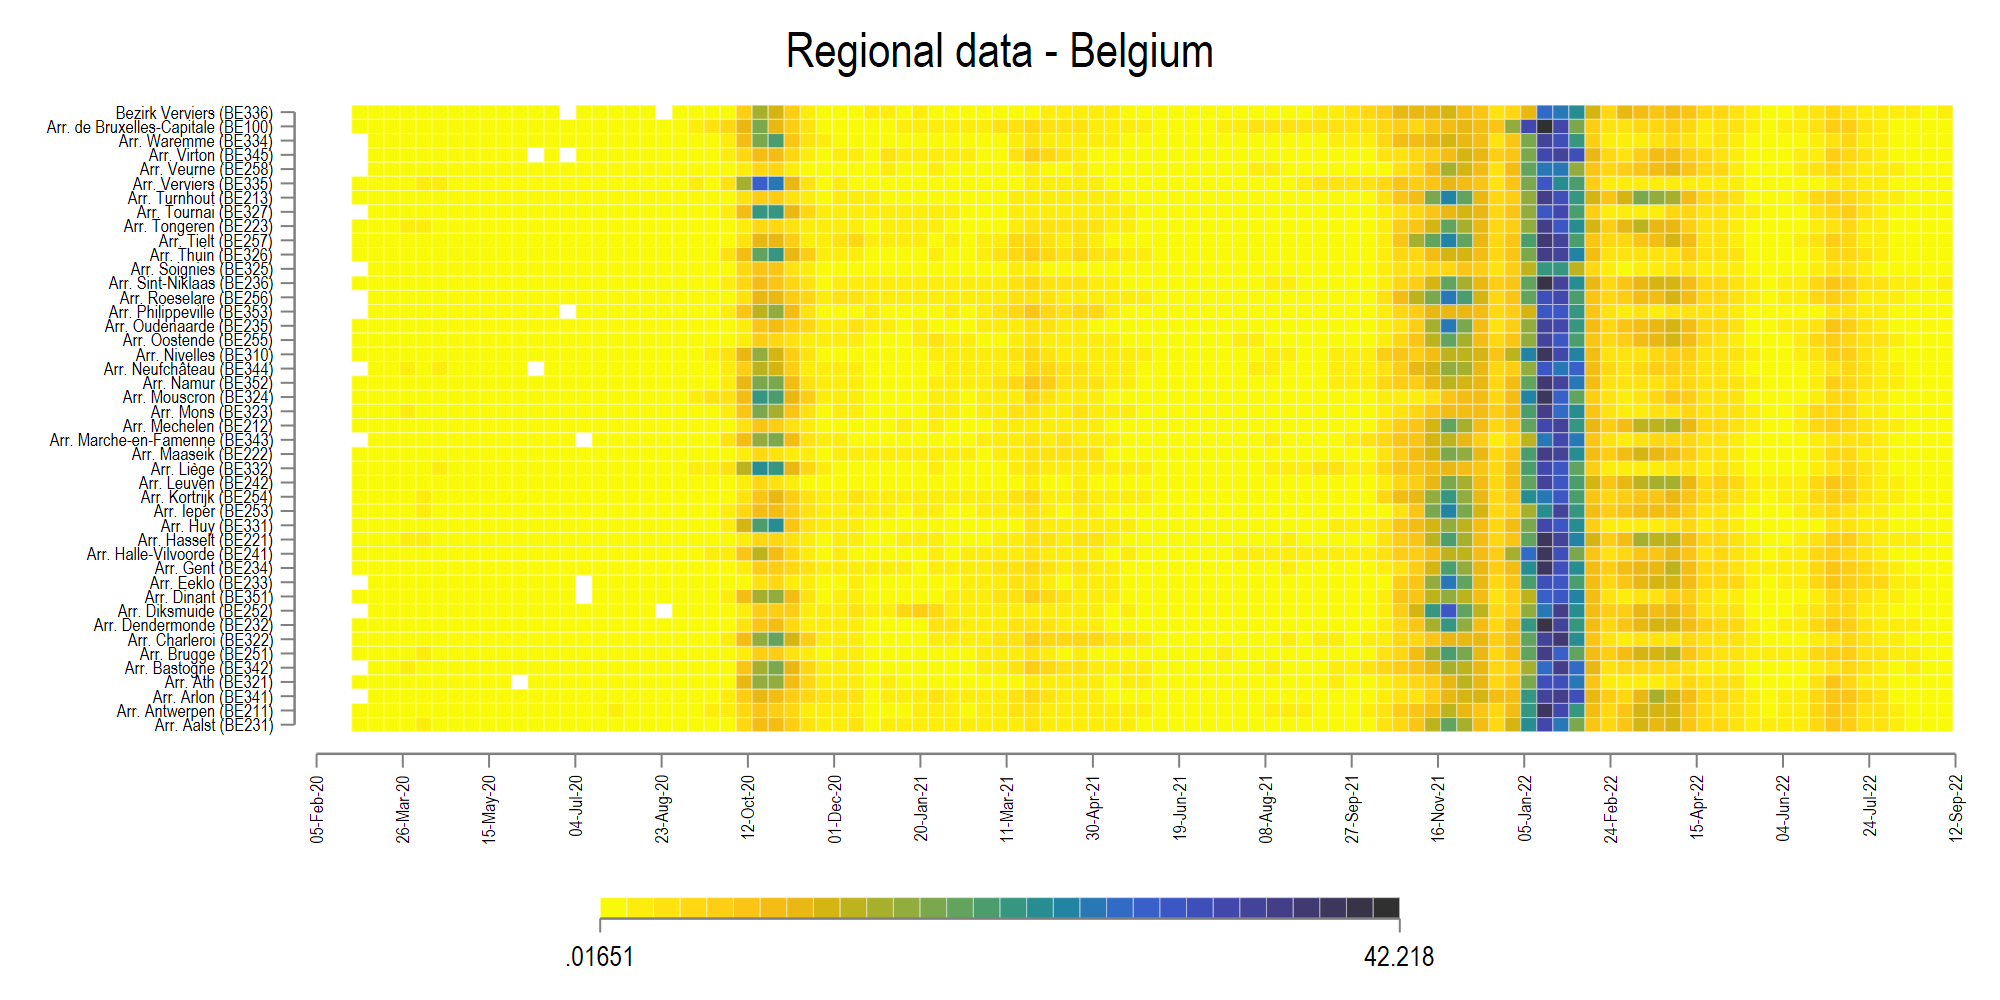 Regional data - Belgium
Bezirk Verviers (BE336)
Arr. de Bruxelles-Capitale (BE100)
Arr. Waremme (BE334)
Arr. Virton (BE345)
Arr. Veurne (BE258)
Arr. Verviers (BE335)
Arr. Turnhout (BE213)
Arr. Tournai (BE327)
Arr. Tongeren (BE223)
Arr. Tielt (BE257)
Arr. Thuin (BE326)
Arr. Soignies (BE325)
Arr. Sint-Niklaas (BE236)
Arr. Roeselare (BE256)
Arr. Philippeville (BE353)
Arr. Oudenaarde (BE235)
Arr. Oostende (BE255)
Arr. Nivelles (BE310)
Arr. Neufchâteau (BE344)
Arr. Namur (BE352)
Arr. Mouscron (BE324)
Arr. Mons (BE323)
Arr. Mechelen (BE212)
Arr. Marche-en-Famenne (BE343)
Arr. Maaseik (BE222)
Arr. Liège (BE332)
Arr. Leuven (BE242)
Arr. Kortrijk (BE254)
Arr. Ieper (BE253)
Arr. Huy (BE331)
Arr. Hasselt (BE221)
Arr. Halle-Vilvoorde (BE241)
Arr. Gent (BE234)
Arr. Eeklo (BE233)
Arr. Dinant (BE351)
Arr. Diksmuide (BE252)
Arr. Dendermonde (BE232)
Arr. Charleroi (BE322)
Arr. Brugge (BE251)
Arr. Bastogne (BE342)
Arr. Ath (BE321)
Arr. Arlon (BE341)
Arr. Antwerpen (BE211)
Arr. Aalst (BE231)
05-Feb-20
26-Mar-20
15-May-20
04-Jul-20
23-Aug-20
12-Oct-20
01-Dec-20
20-Jan-21
11-Mar-21
30-Apr-21
19-Jun-21
08-Aug-21
27-Sep-21
16-Nov-21
05-Jan-22
24-Feb-22
15-Apr-22
04-Jun-22
24-Jul-22
12-Sep-22
.01651
42.218